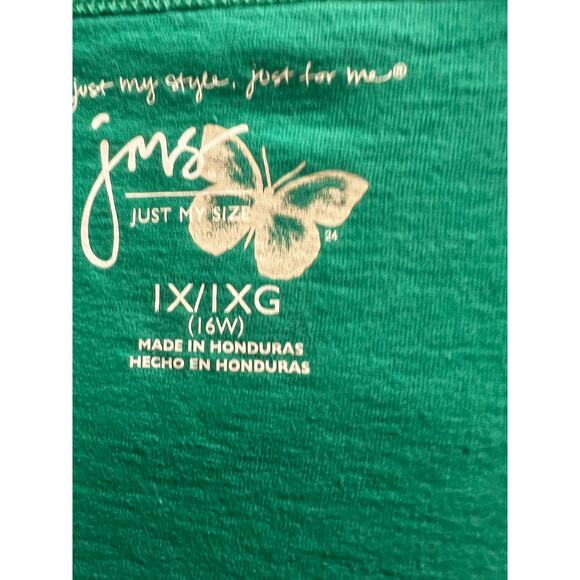 just my style, just for me®
jms
JUST MY SIZE
24
1X/1XG
(16W)
MADE IN HONDURAS
HECHO EN HONDURAS